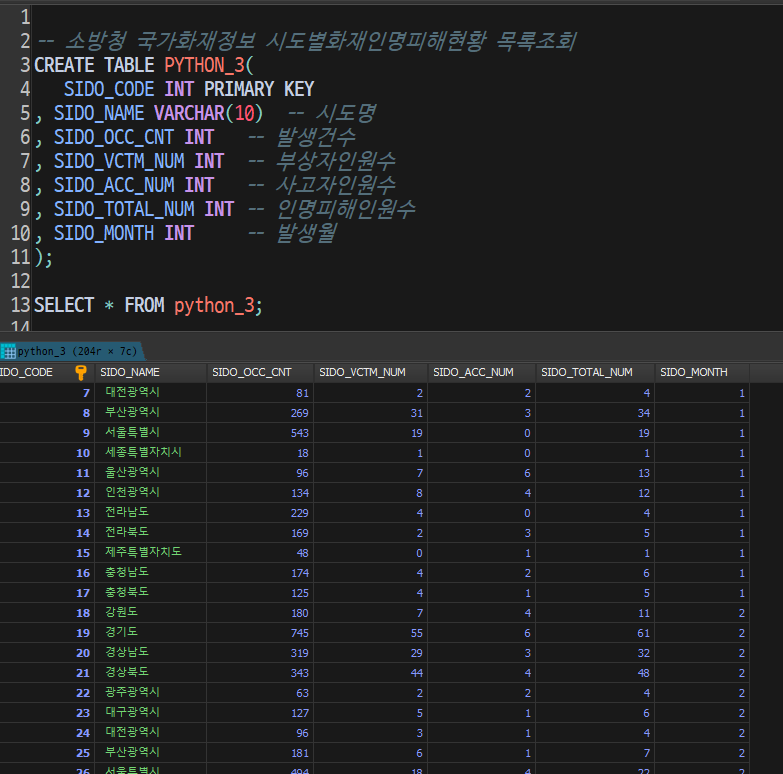 1
2 -- 소방청 국가화재정보 시도별화재인명피해현황 목록조회
3 CREATE TABLE PYTHON_3(
4 SIDO_CODE INT PRIMARY KEY
5 , SIDO_NAME VARCHAR(10) -- 시도명
6 , SIDO_OCC_CNT INT -- 발생건수
7 , SIDO_VCTM_NUM INT -- 부상자인원수
8 , SIDO_ACC_NUM INT -- 사고자인원수
9 , SIDO_TOTAL_NUM INT -- 인명피해인원수
10 , SIDO_MONTH INT -- 발생월
11 );
12
13 SELECT * FROM python_3;
14
python_3 (204r × 7c)
IDO_CODE SIDO_NAME SIDO_OCC_CNT SIDO_VCTM_NUM SIDO_ACC_NUM SIDO_TOTAL_NUM SIDO_MONTH
7 대전광역시 81 2 2 4 1
8 부산광역시 269 31 3 34 1
9 서울특별시 543 19 0 19 1
10 세종특별자치시 18 1 0 1 1
11 울산광역시 96 7 6 13 1
12 인천광역시 134 8 4 12 1
13 전라남도 229 4 0 4 1
14 전라북도 169 2 3 5 1
15 제주특별자치도 48 0 1 1 1
16 충청남도 174 4 2 6 1
17 충청북도 125 4 1 5 1
18 강원도 180 7 4 11 2
19 경기도 745 55 6 61 2
20 경상남도 319 29 3 32 2
21 경상북도 343 44 4 48 2
22 광주광역시 63 2 2 4 2
23 대구광역시 127 5 1 6 2
24 대전광역시 96 3 1 4 2
25 부산광역시 181 6 1 7 2
26 서울특별시 494 18 4 22 2